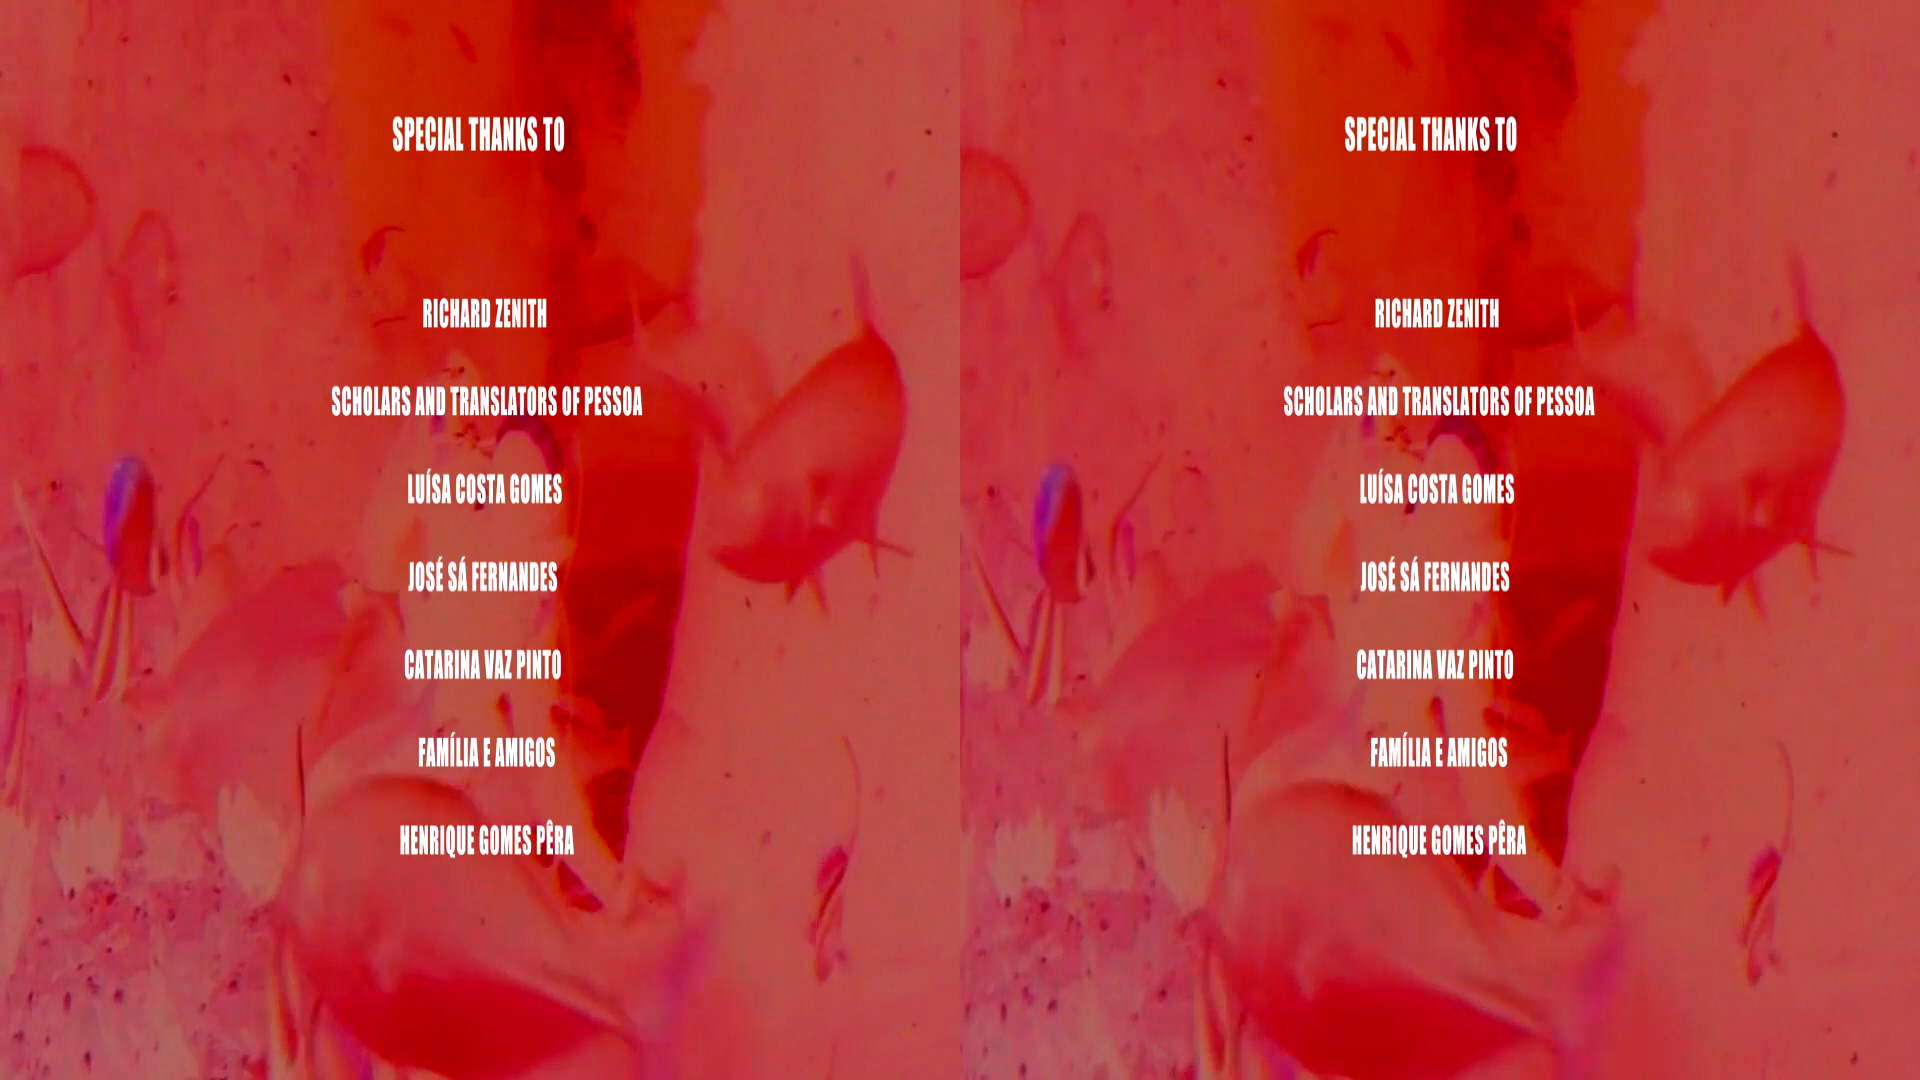 SPECIAL THANKS TO
RICHARD ZENITH
SCHOLARS AND TRANSLATORS OF PESSOA
LUÍSA COSTA GOMES
JOSÉ SÁ FERNANDES
CATARINA VAZ PINTO
FAMÍLIA E AMIGOS
HENRIQUE GOMES PÊRA
SPECIAL THANKS TO
RICHARD ZENITH
SCHOLARS AND TRANSLATORS OF PESSOA
LUÍSA COSTA GOMES
JOSÉ SÁ FERNANDES
CATARINA VAZ PINTO
FAMÍLIA E AMIGOS
HENRIQUE GOMES PÊRA